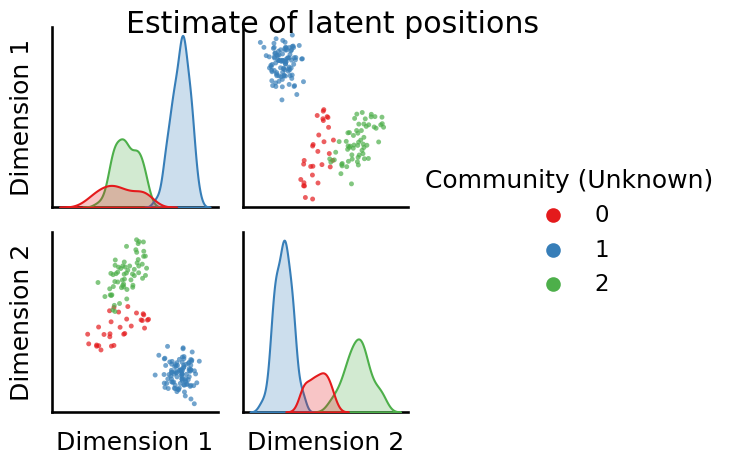 Estimate of latent positions
Dimension 1
Dimension 2
Dimension 1
Dimension 2
Community (Unknown)
0
1
2